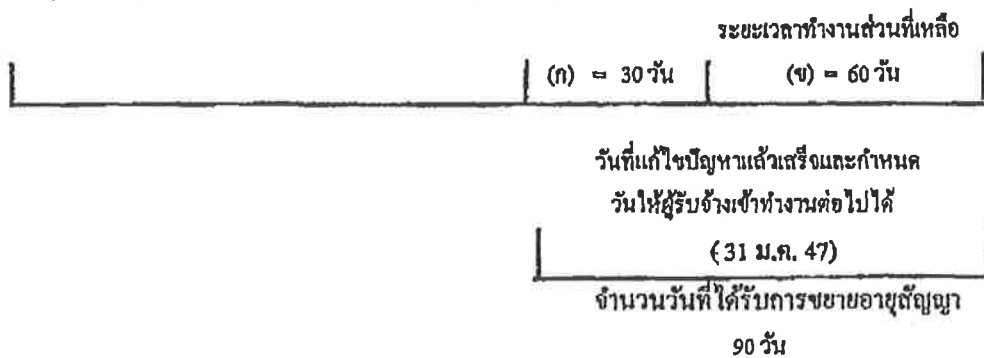 ระยะเวลาทำงานส่วนที่เหลือ
(ก) = 30 วัน (ข) = 60 วัน
วันที่แก้ไขปัญหาแล้วเสร็จและกำหนด
วันให้ผู้รับจ้างเข้าทำงานต่อไปได้
(31 ม.ค. 47)
จำนวนวันที่ได้รับการขยายอายุสัญญา
90 วัน